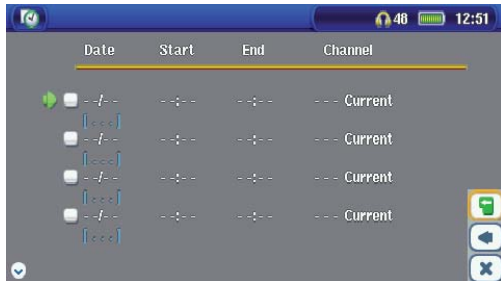 48 12:51
Date Start End Channel
--/-- --:-- --:-- --- Current
[...]
--/-- --:-- --:-- --- Current
[...]
--/-- --:-- --:-- --- Current
[...]
--/-- --:-- --:-- --- Current
[...]